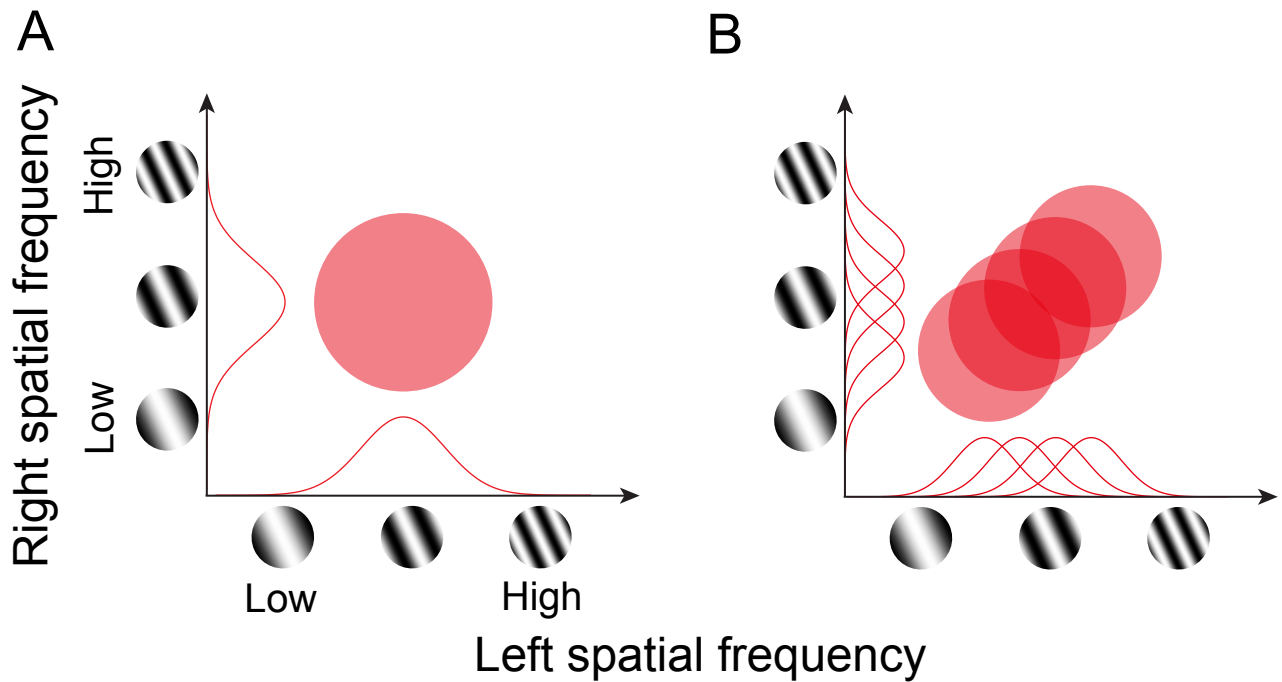 A
B
Right spatial frequency
High
Low
Low
High
Left spatial frequency